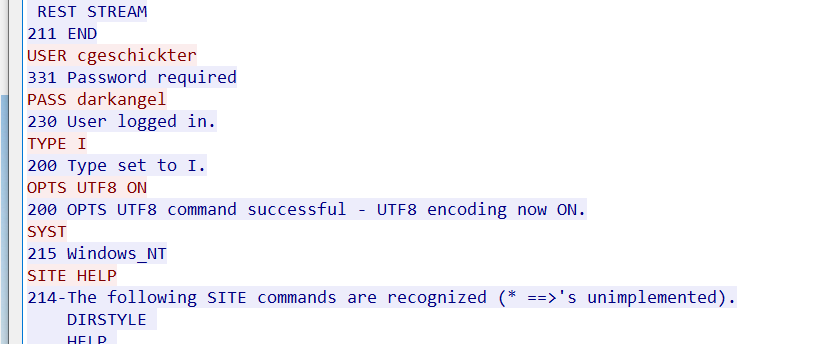 REST STREAM
211 END
USER cgeschickter
331 Password required
PASS darkangel
230 User logged in.
TYPE I
200 Type set to I.
OPTS UTF8 ON
200 OPTS UTF8 command successful - UTF8 encoding now ON.
SYST
215 Windows_NT
SITE HELP
214-The following SITE commands are recognized (* ==>'s unimplemented).
DIRSTYLE
HELP